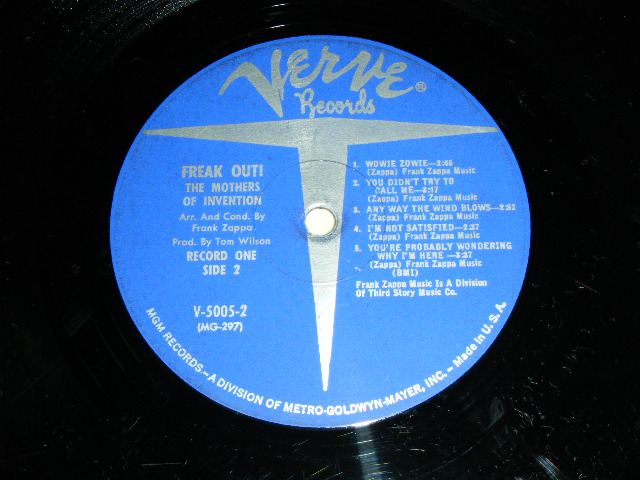 Verve®
Records
FREAK OUT!
THE MOTHERS
OF INVENTION
Arr. And Cond. By
Frank Zappa
Prod. By Tom Wilson
RECORD ONE
SIDE 2
V-5005-2
(MG-297)
1. WOWIE ZOWIE—2:45
(Zappa) Frank Zappa Music
2. YOU DIDN'T TRY TO
CALL ME—3:17
(Zappa) Frank Zappa Music
3. ANY WAY THE WIND BLOWS—2:52
(Zappa) Frank Zappa Music
4. I'M NOT SATISFIED—2:37
(Zappa) Frank Zappa Music
5. YOU'RE PROBABLY WONDERING
WHY I'M HERE—3:37
(Zappa) Frank Zappa Music
(BMI)
Frank Zappa Music Is A Division
Of Third Story Music Co.
MGM RECORDS—A DIVISION OF METRO-GOLDWYN-MAYER, INC.—Made in U.S.A.